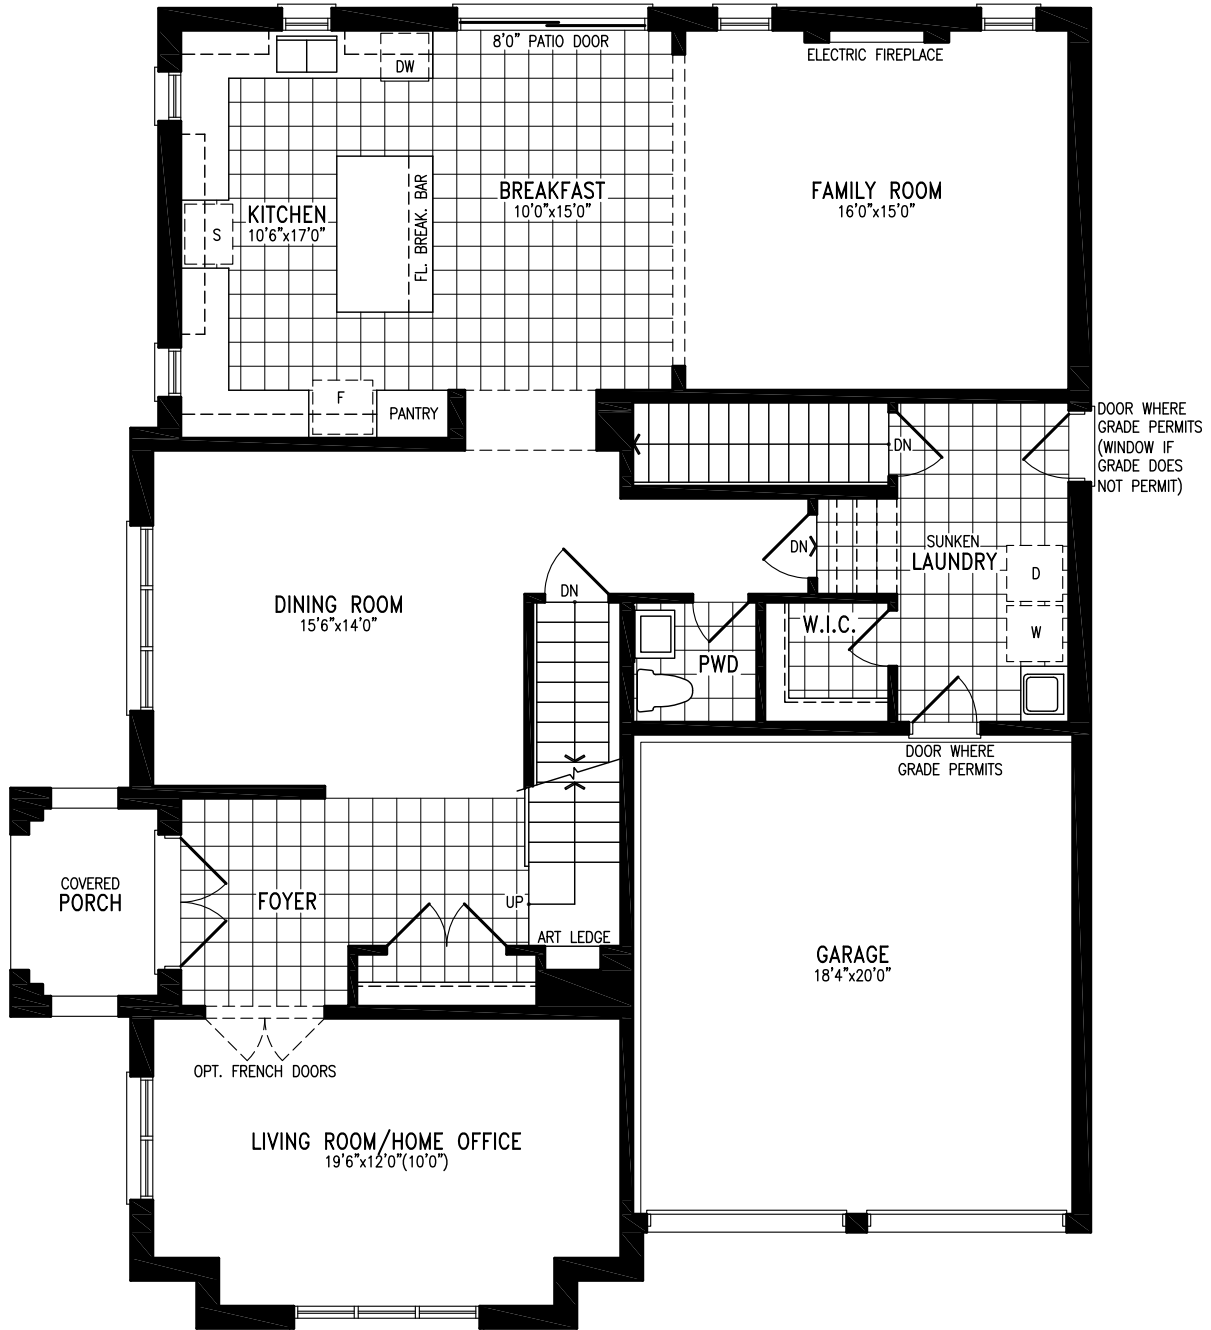 8'0" PATIO DOOR
ELECTRIC FIREPLACE
DW
BREAKFAST
10'0"x15'0"
FAMILY ROOM
16'0"x15'0"
KITCHEN
10'6"x17'0"
FL. BREAK. BAR
S
F
PANTRY
DN
DOOR WHERE
GRADE PERMITS
(WINDOW IF
GRADE DOES
NOT PERMIT)
DN
SUNKEN
LAUNDRY
D
W
DN
DINING ROOM
15'6"x14'0"
W.I.C.
PWD
DOOR WHERE
GRADE PERMITS
COVERED
PORCH
FOYER
UP
ART LEDGE
GARAGE
18'4"x20'0"
OPT. FRENCH DOORS
LIVING ROOM/HOME OFFICE
19'6"x12'0"(10'0")